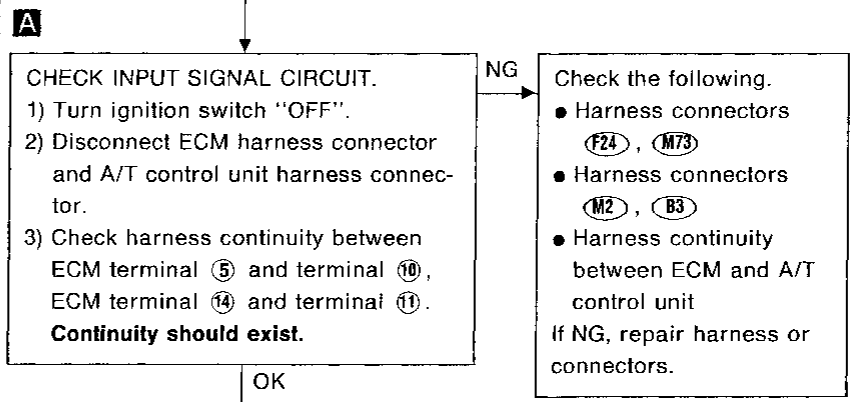 A
CHECK INPUT SIGNAL CIRCUIT.
1) Turn ignition switch "OFF".
2) Disconnect ECM harness connector
and A/T control unit harness connec-
tor.
3) Check harness continuity between
ECM terminal ⑤ and terminal ⑩,
ECM terminal ⑭ and terminal ⑪.
Continuity should exist.
OK
NG
Check the following.
● Harness connectors
F24, M73
● Harness connectors
M2, B3
● Harness continuity
between ECM and A/T
control unit
If NG, repair harness or
connectors.